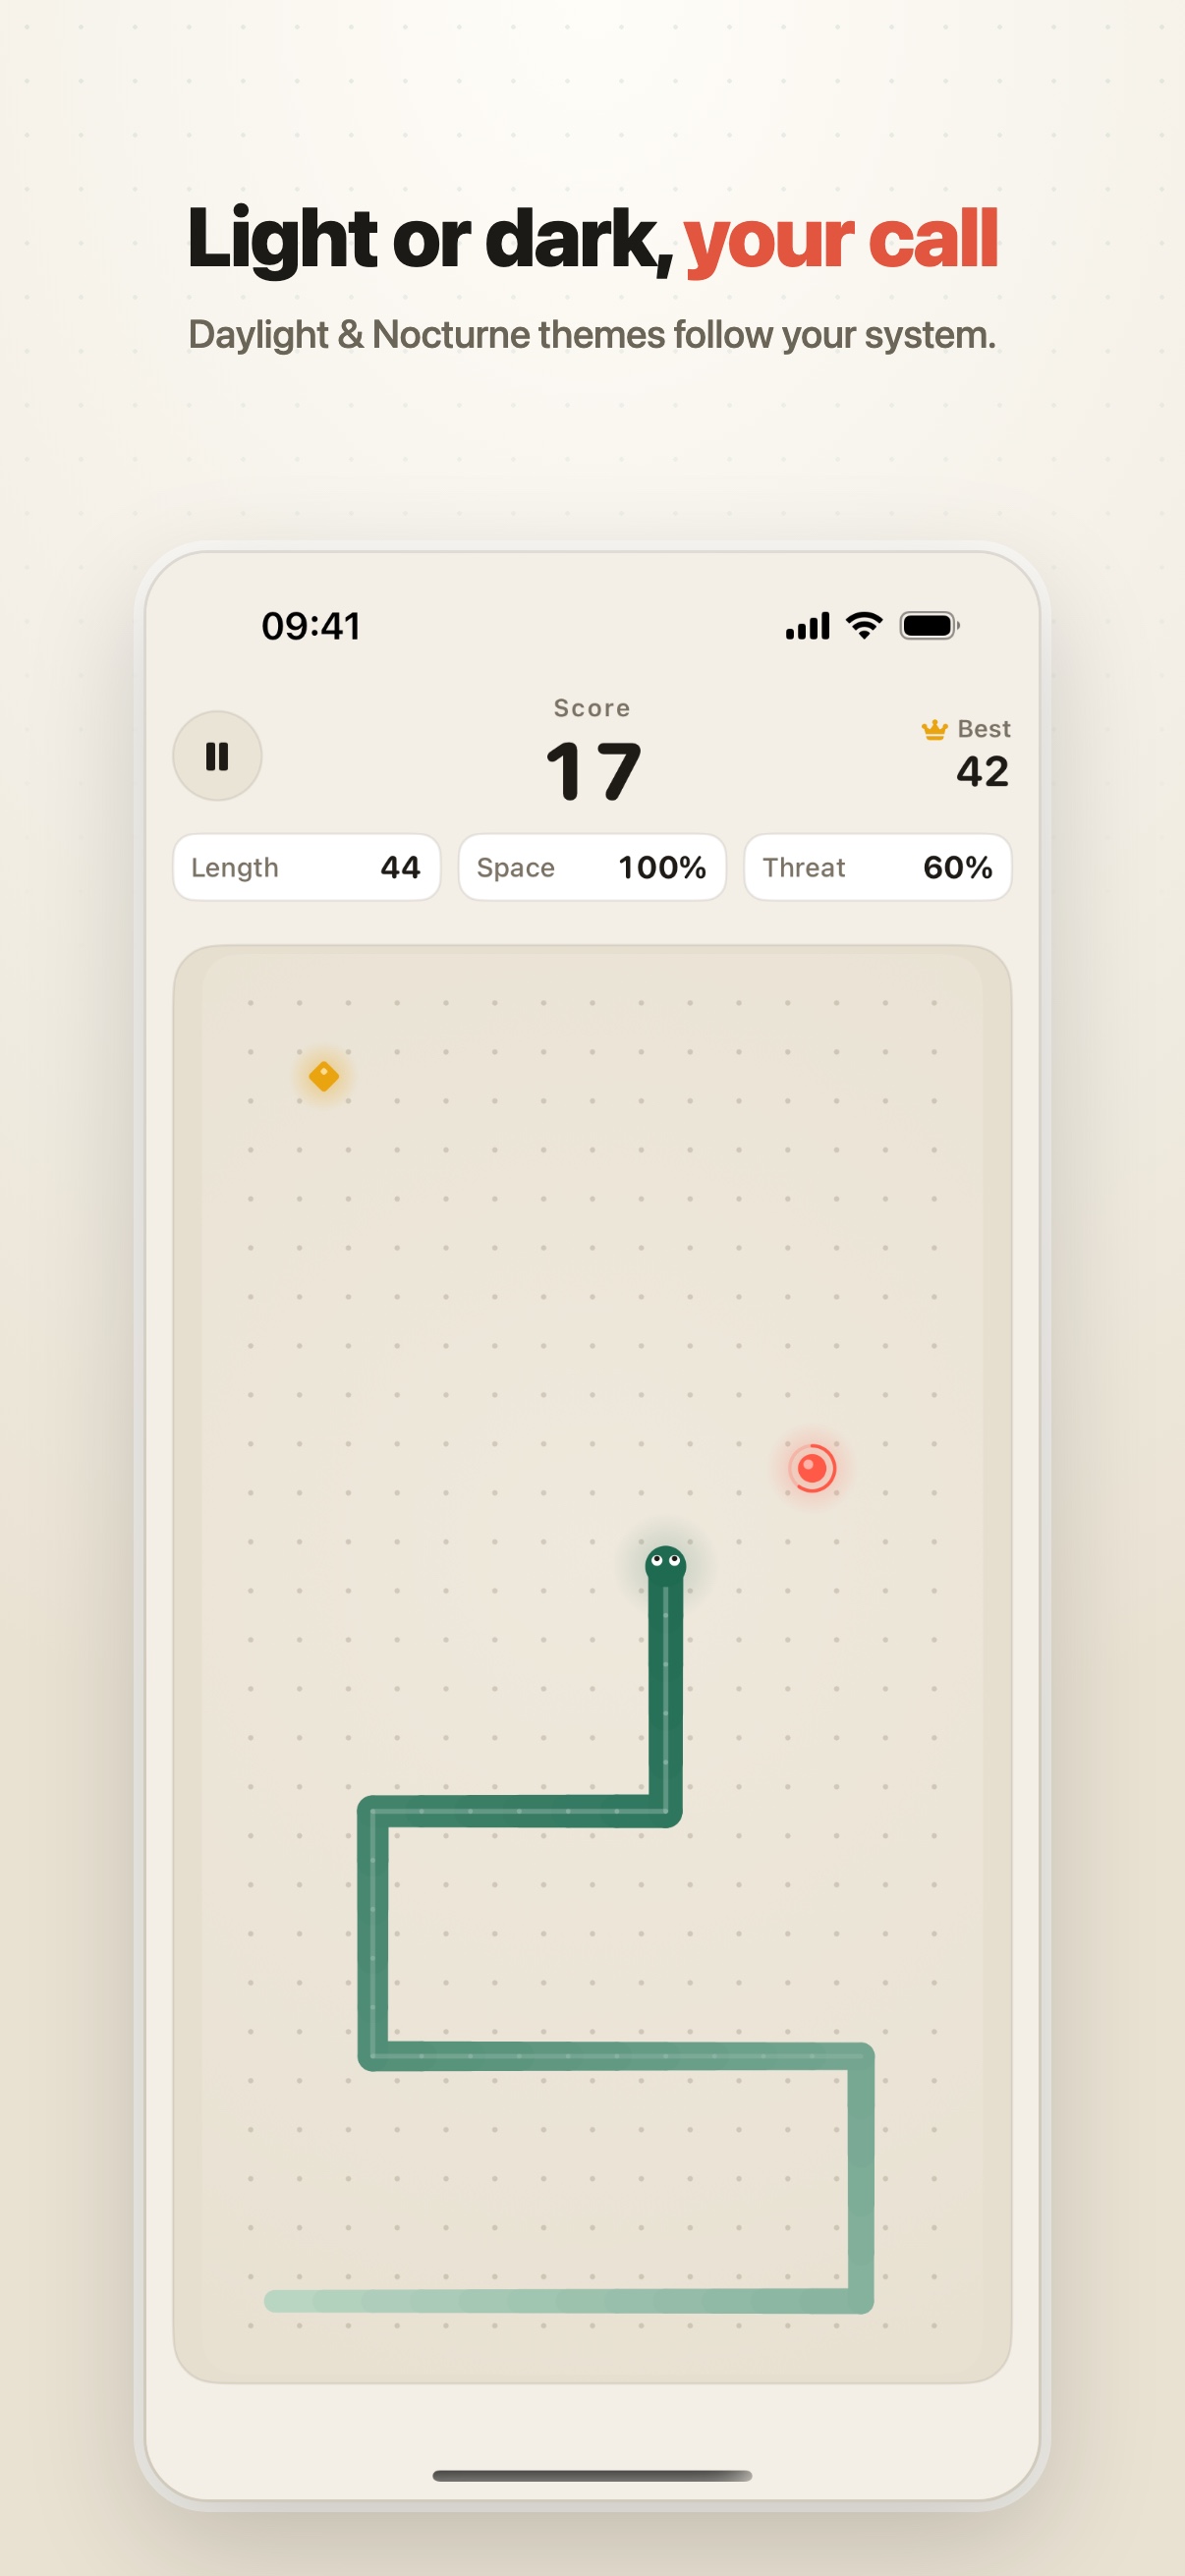 Light or dark, your call
Daylight & Nocturne themes follow your system.
09:41
Score
17
Best
42
Length 44
Space 100%
Threat 60%